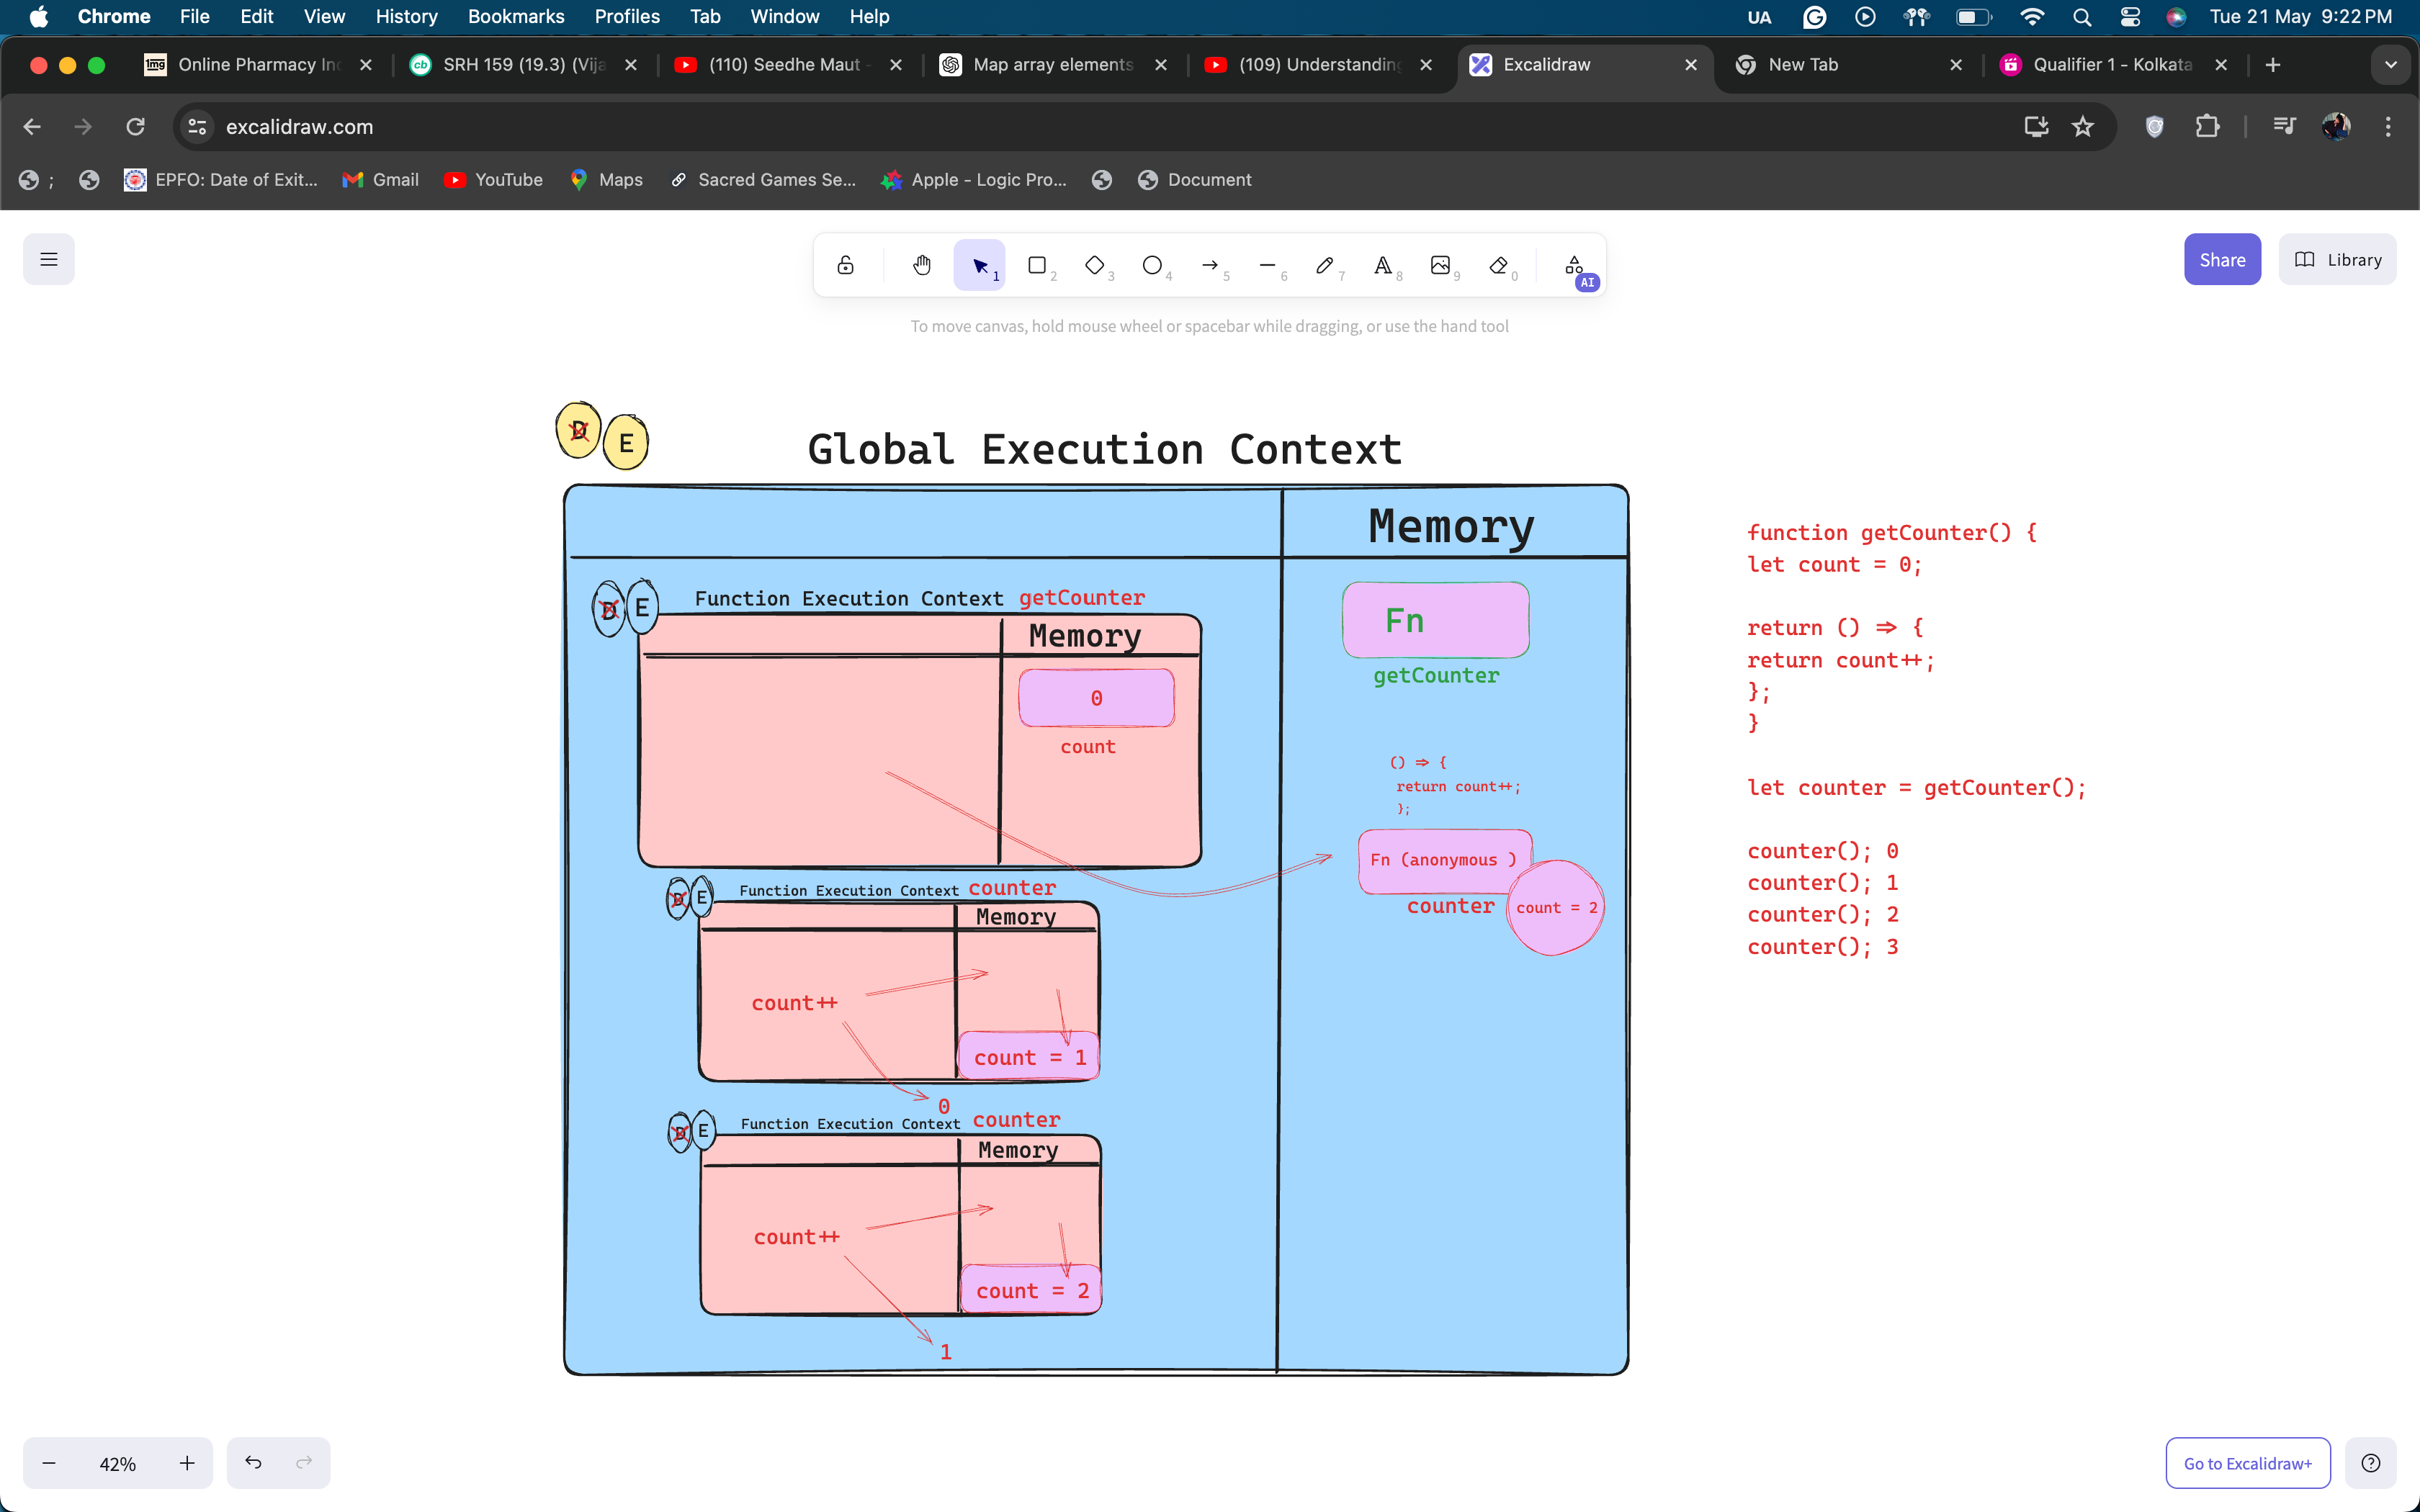 Chrome File Edit View History Bookmarks Profiles Tab Window Help UA Tue 21 May 9:22 PM
1mg Online Pharmacy Inc cb SRH 159 (19.3) (Vija (110) Seedhe Maut - Map array elements (109) Understanding Excalidraw New Tab Qualifier 1 - Kolkata
excalidraw.com
; EPFO: Date of Exit... Gmail YouTube Maps Sacred Games Se... Apple - Logic Pro... Document
1 2 3 4 5 6 7 8 9 0 AI
Share Library
To move canvas, hold mouse wheel or spacebar while dragging, or use the hand tool
D E
Global Execution Context
Memory
D E Function Execution Context getCounter
Memory
0
count
Fn
getCounter
() => {
return count++;
};
Fn (anonymous )
counter
count = 2
D E Function Execution Context counter
Memory
count++
count = 1
0
D E Function Execution Context counter
Memory
count++
count = 2
1
function getCounter() {
let count = 0;
return () => {
return count++;
};
}
let counter = getCounter();
counter(); 0
counter(); 1
counter(); 2
counter(); 3
42%
Go to Excalidraw+